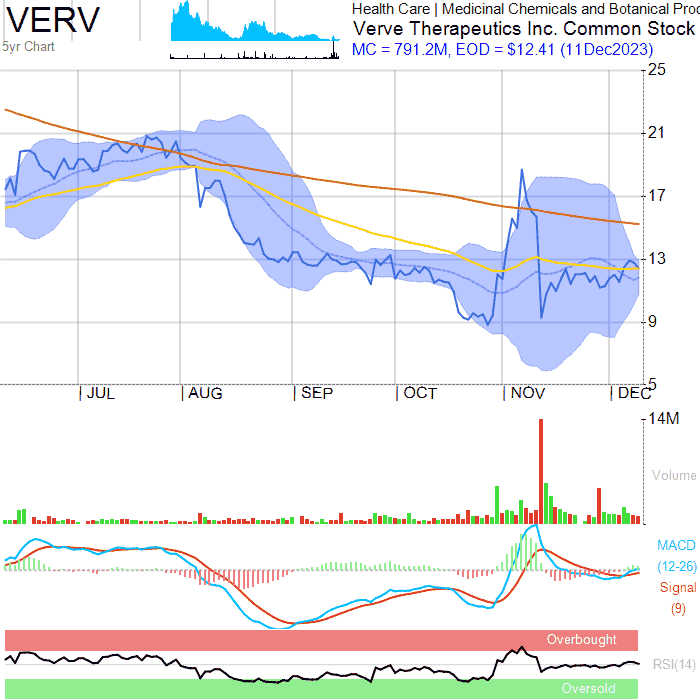 VERV
5yr Chart
Health Care | Medicinal Chemicals and Botanical Proc
Verve Therapeutics Inc. Common Stock
MC = 791.2M, EOD = $12.41 (11Dec2023)
25
21
17
13
9
5
JUL AUG SEP OCT NOV DEC
14M
Volume
MACD
(12-26)
Signal
(9)
Overbought
RSI(14)
Oversold